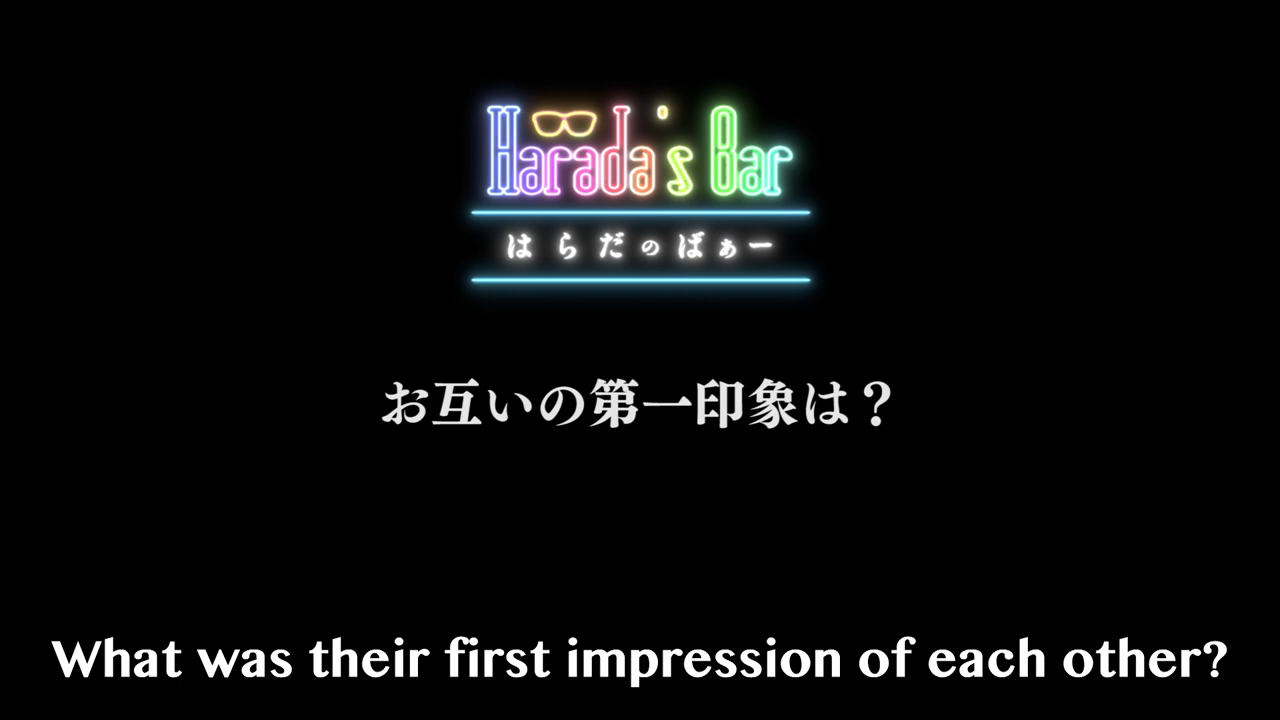 Harada's Bar
はらだのばぁー
お互いの第一印象は？
What was their first impression of each other?